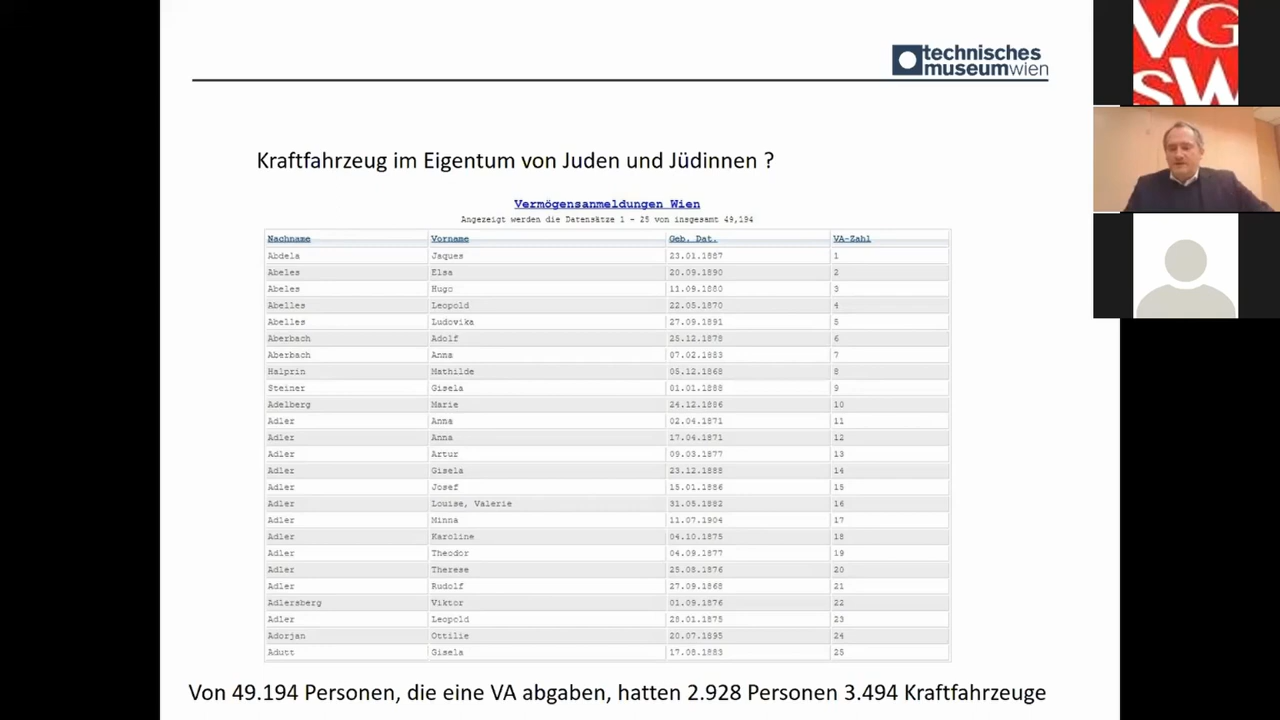 technisches
museumwien
VG
SW
Kraftfahrzeug im Eigentum von Juden und Jüdinnen ?
Vermögensanmeldungen Wien
Angezeigt werden die Datensätze 1 - 25 von insgesamt 49,194
Nachname Vorname Geb. Dat. VA-Zahl
Abdela Jaques 23.01.1887 1
Abeles Elsa 20.09.1890 2
Abeles Hugo 11.09.1880 3
Abelles Leopold 22.05.1870 4
Abelles Ludovika 27.09.1891 5
Aberbach Adolf 25.12.1878 6
Aberbach Anna 07.02.1883 7
Halprin Mathilde 05.12.1868 8
Steiner Gisela 01.01.1888 9
Adelberg Marie 24.12.1886 10
Adler Anna 02.04.1871 11
Adler Anna 17.04.1871 12
Adler Artur 09.03.1877 13
Adler Gisela 23.12.1888 14
Adler Josef 15.01.1886 15
Adler Louise, Valerie 31.05.1882 16
Adler Minna 11.07.1904 17
Adler Karoline 04.10.1875 18
Adler Theodor 04.09.1877 19
Adler Therese 25.08.1876 20
Adler Rudolf 27.09.1868 21
Adlersberg Viktor 01.09.1876 22
Adler Leopold 28.01.1875 23
Adorjan Ottilie 20.07.1895 24
Adutt Gisela 17.08.1883 25
Von 49.194 Personen, die eine VA abgaben, hatten 2.928 Personen 3.494 Kraftfahrzeuge